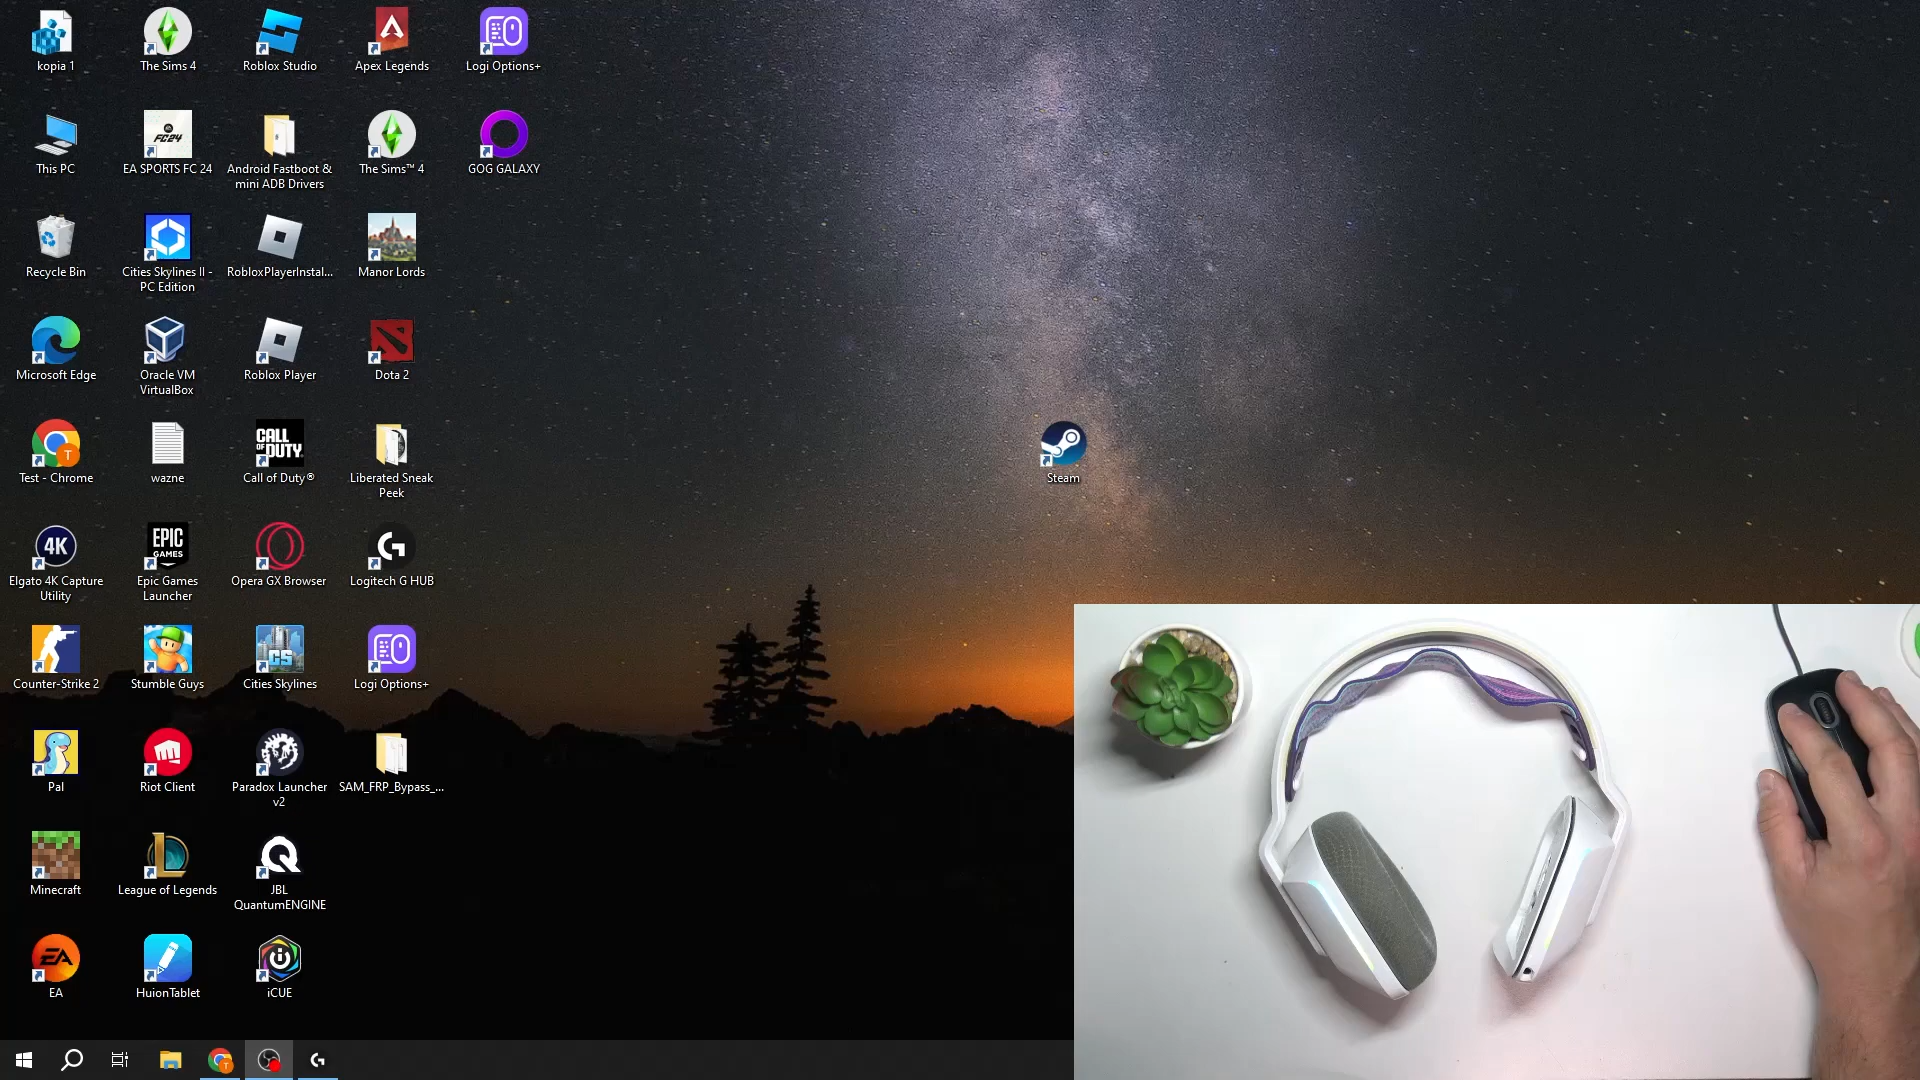 kopia 1
The Sims 4
Roblox Studio
Apex Legends
Logi Options+
This PC
EA SPORTS FC 24
Android Fastboot &
mini ADB Drivers
The Sims™ 4
GOG GALAXY
Recycle Bin
Cities Skylines II -
PC Edition
RobloxPlayerInstal...
Manor Lords
Microsoft Edge
Oracle VM
VirtualBox
Roblox Player
Dota 2
Test - Chrome
wazne
CALL
OF DUTY
Call of Duty®
Liberated Sneak
Peek
Steam
4K
Elgato 4K Capture
Utility
EPIC
GAMES
Epic Games
Launcher
Opera GX Browser
Logitech G HUB
Counter-Strike 2
Stumble Guys
CS
Cities Skylines
Logi Options+
Pal
Riot Client
Paradox Launcher
v2
SAM_FRP_Bypass_...
Minecraft
League of Legends
JBL
QuantumENGINE
EA
EA
HuionTablet
iCUE
FC24
T
T